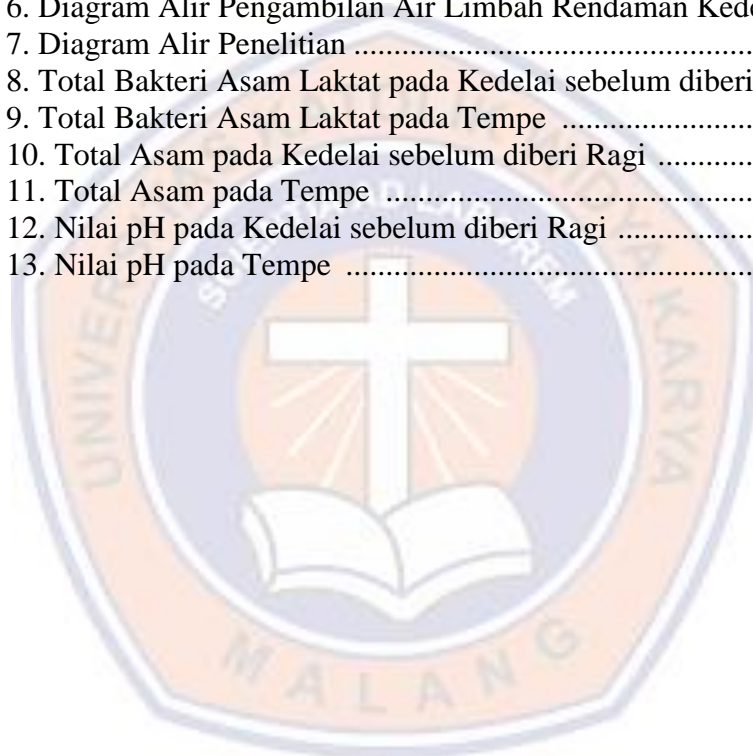 6. Diagram Alir Pengambilan Air Limbah Rendaman
7. Diagram Alir Penelitian ..................................................
8. Total Bakteri Asam Laktat pada Kedelai sebelum diberi
9. Total Bakteri Asam Laktat pada Tempe ........................
10. Total Asam pada Kedelai sebelum diberi Ragi ............
11. Total Asam pada Tempe ...............................................
12. Nilai pH pada Kedelai sebelum diberi Ragi .................
13. Nilai pH pada Tempe ....................................................
KARYA
MALANG